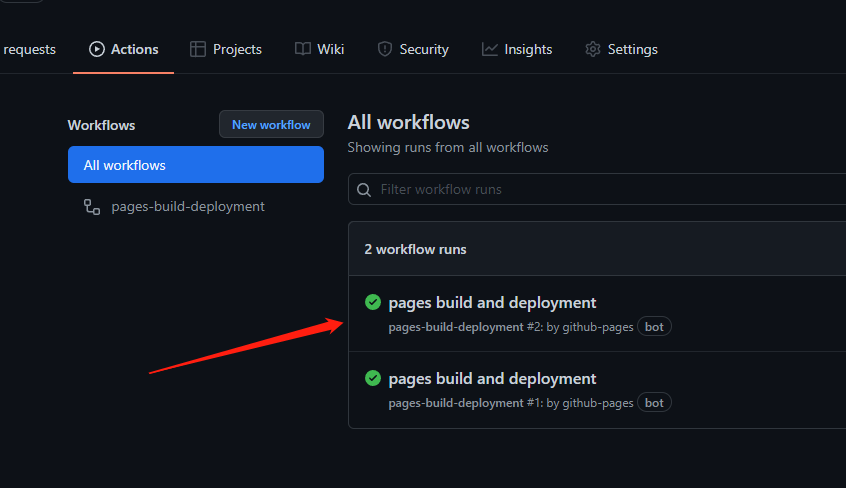 requests Actions Projects Wiki Security Insights Settings
Workflows New workflow
All workflows
pages-build-deployment
All workflows
Showing runs from all workflows
Filter workflow runs
2 workflow runs
pages build and deployment
pages-build-deployment #2: by github-pages bot
pages build and deployment
pages-build-deployment #1: by github-pages bot